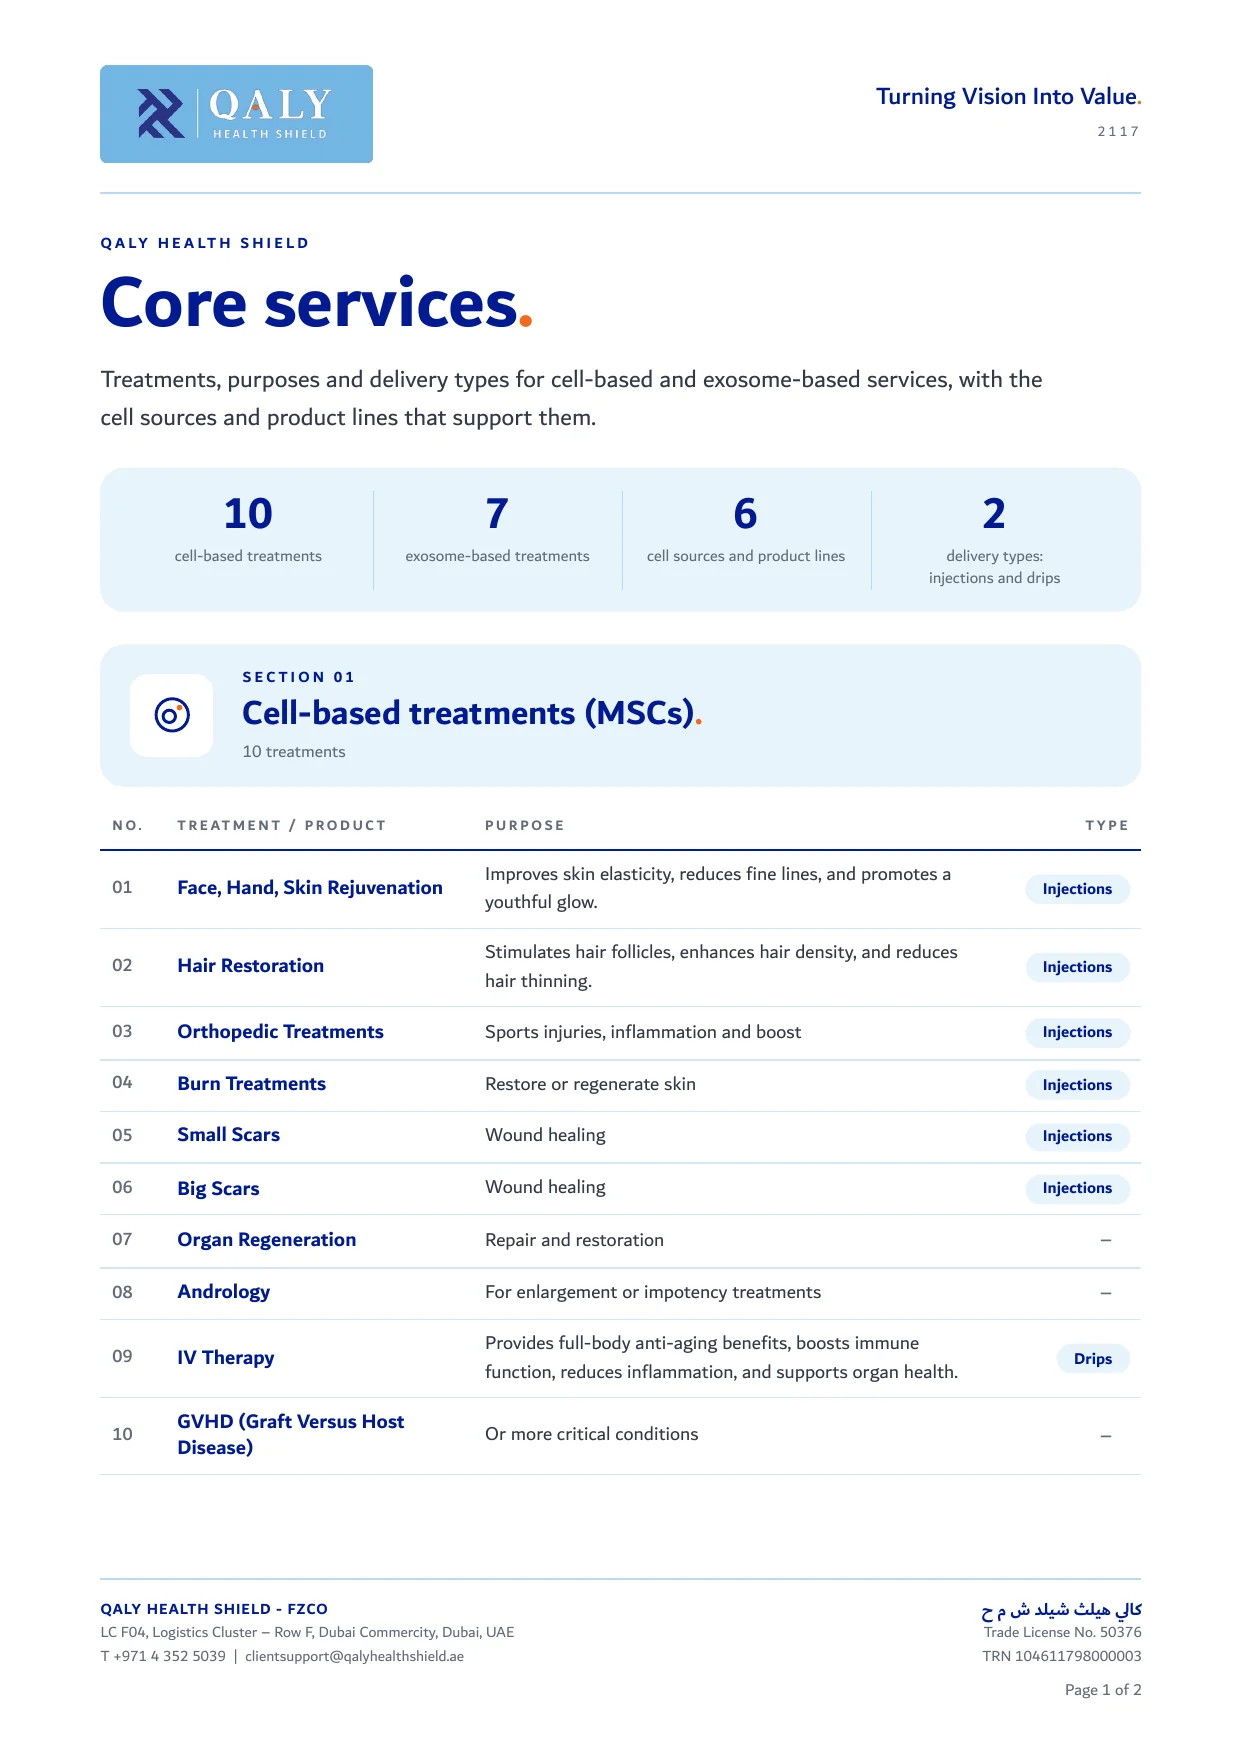 QALY
HEALTH SHIELD
Turning Vision Into Value.
2117
QALY HEALTH SHIELD
Core services.
Treatments, purposes and delivery types for cell-based and exosome-based services, with the
cell sources and product lines that support them.
10
cell-based treatments
7
exosome-based treatments
6
cell sources and product lines
2
delivery types:
injections and drips
SECTION 01
Cell-based treatments (MSCs).
10 treatments
NO. TREATMENT / PRODUCT PURPOSE TYPE
01 Face, Hand, Skin Rejuvenation Improves skin elasticity, reduces fine lines, and promotes a
youthful glow. Injections
02 Hair Restoration Stimulates hair follicles, enhances hair density, and reduces
hair thinning. Injections
03 Orthopedic Treatments Sports injuries, inflammation and boost Injections
04 Burn Treatments Restore or regenerate skin Injections
05 Small Scars Wound healing Injections
06 Big Scars Wound healing Injections
07 Organ Regeneration Repair and restoration –
08 Andrology For enlargement or impotency treatments –
09 IV Therapy Provides full-body anti-aging benefits, boosts immune
function, reduces inflammation, and supports organ health. Drips
10 GVHD (Graft Versus Host
Disease) Or more critical conditions –
QALY HEALTH SHIELD - FZCO
LC F04, Logistics Cluster – Row F, Dubai Commercity, Dubai, UAE
T +971 4 352 5039 | clientsupport@qalyhealthshield.ae
كالي هيلث شيلد ش م ح
Trade License No. 50376
TRN 104611798000003
Page 1 of 2